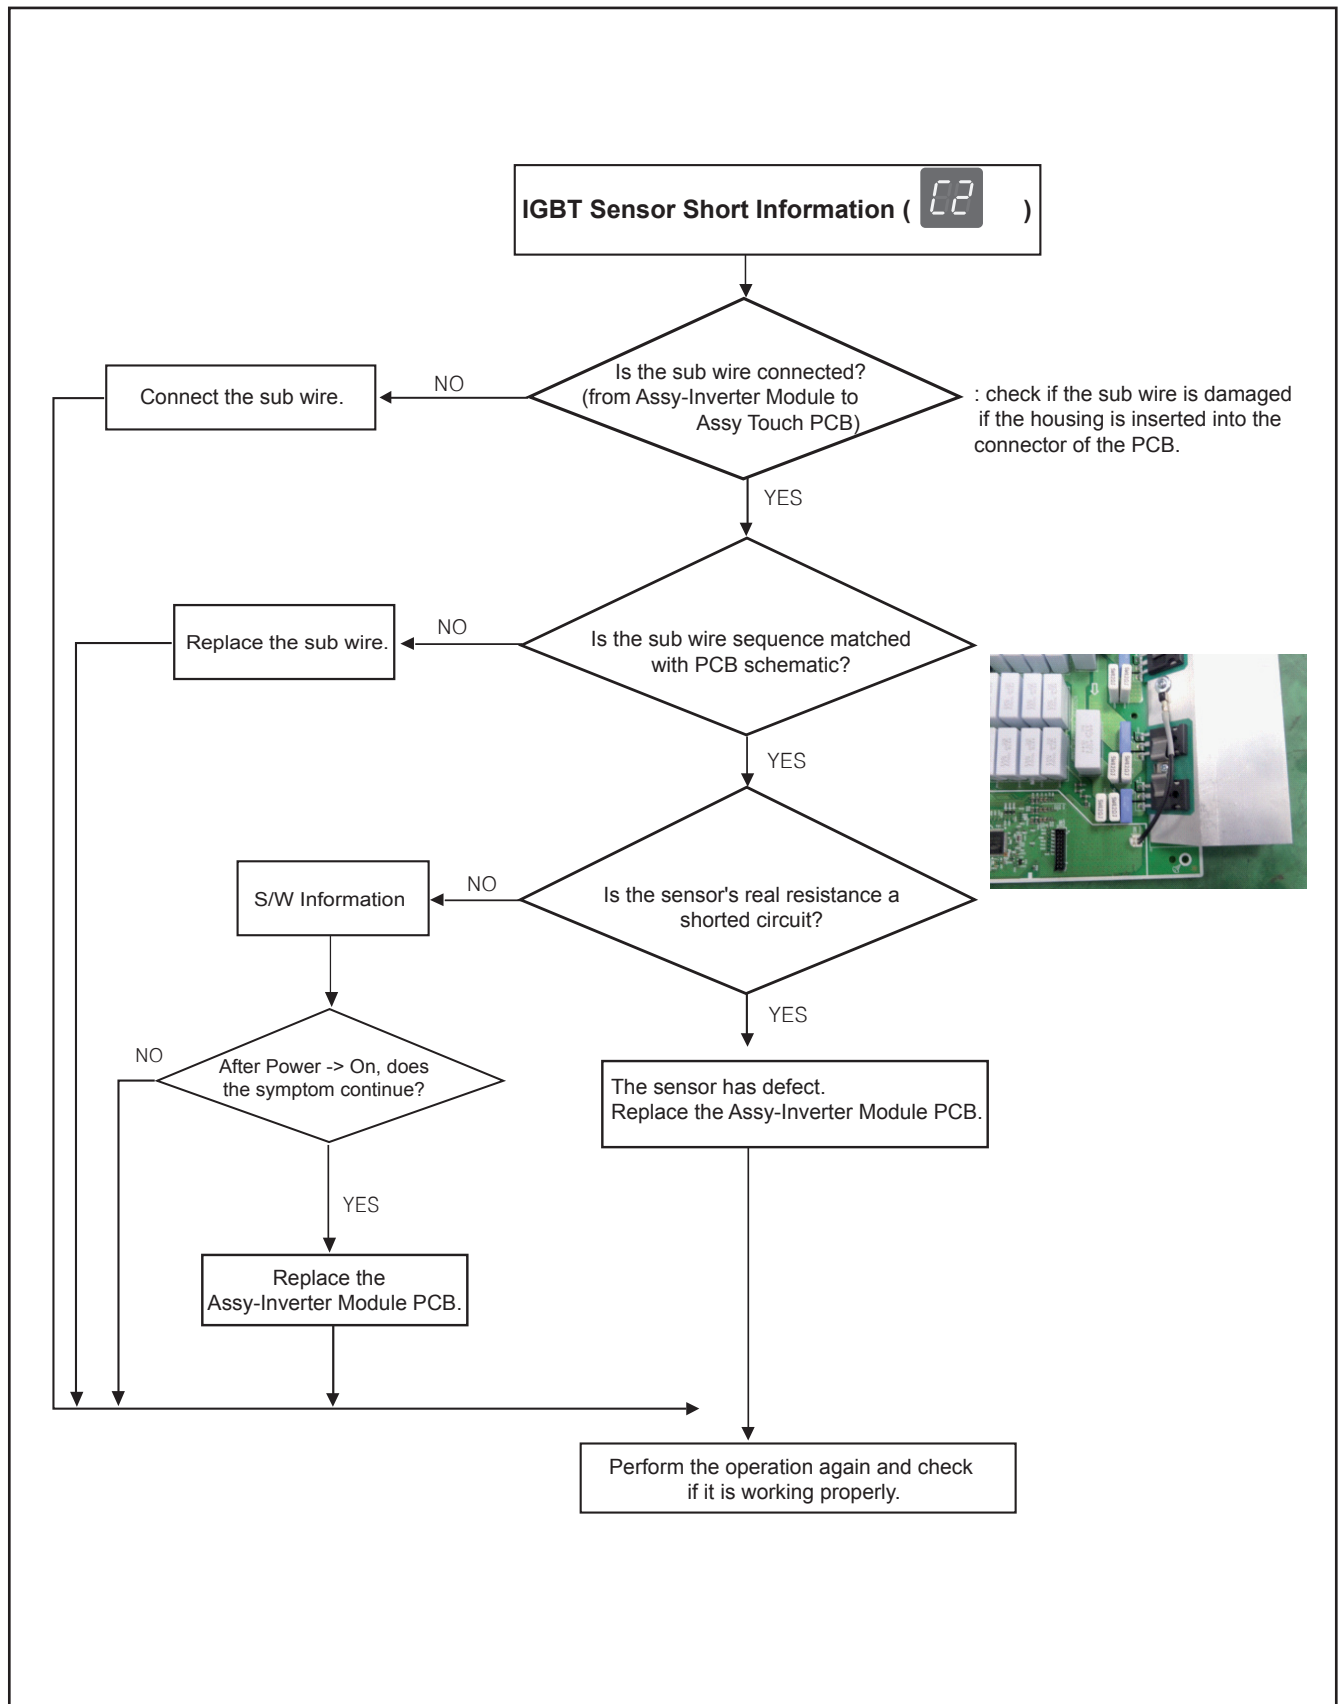 IGBT Sensor Short Information ( C2 )
Is the sub wire connected?
(from Assy-Inverter Module to
Assy Touch PCB)
NO
Connect the sub wire.
: check if the sub wire is damaged
if the housing is inserted into the
connector of the PCB.
YES
Is the sub wire sequence matched
with PCB schematic?
NO
Replace the sub wire.
YES
Is the sensor's real resistance a
shorted circuit?
NO
S/W Information
YES
After Power -> On, does
the symptom continue?
NO
The sensor has defect.
Replace the Assy-Inverter Module PCB.
YES
Replace the
Assy-Inverter Module PCB.
Perform the operation again and check
if it is working properly.